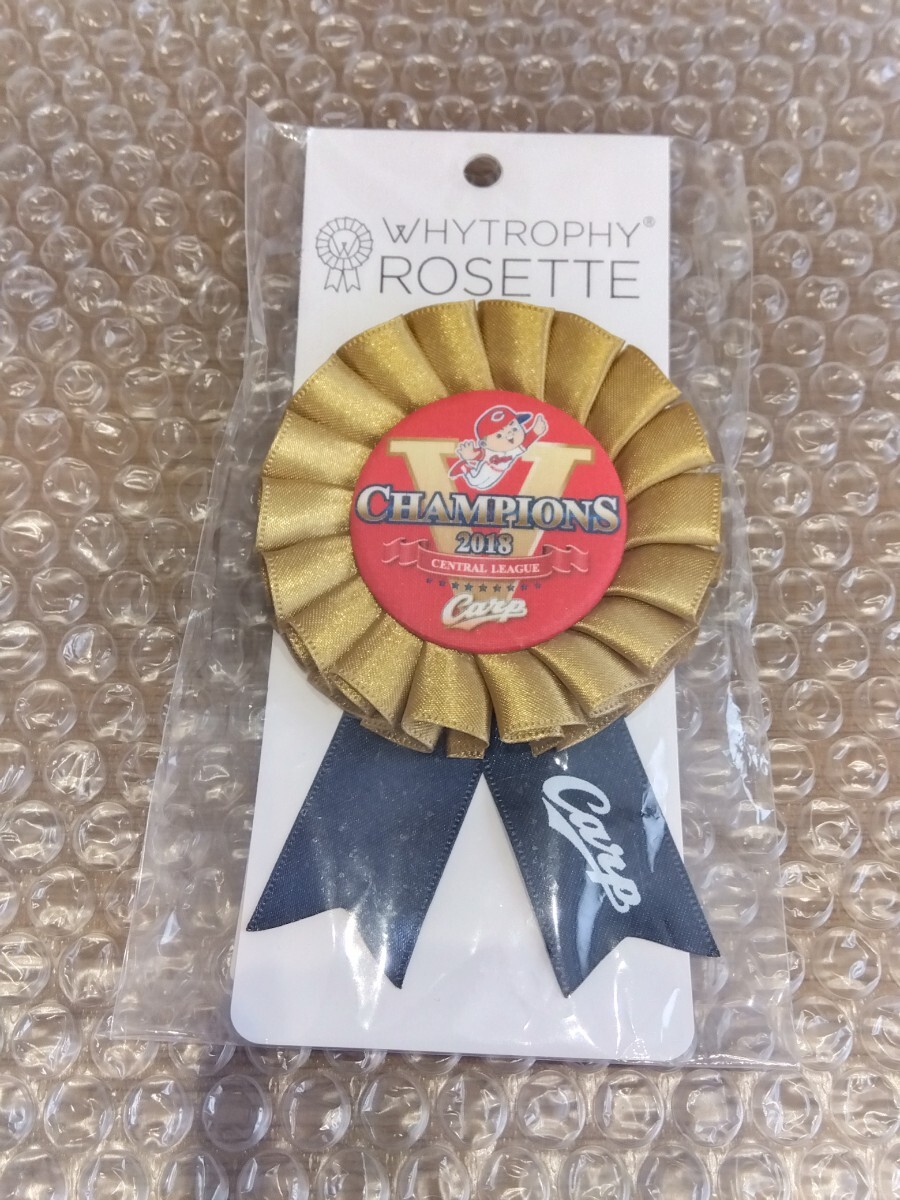 WHYTROPHY®
ROSETTE
V
CHAMPIONS
2018
CENTRAL LEAGUE
Carp
Carp